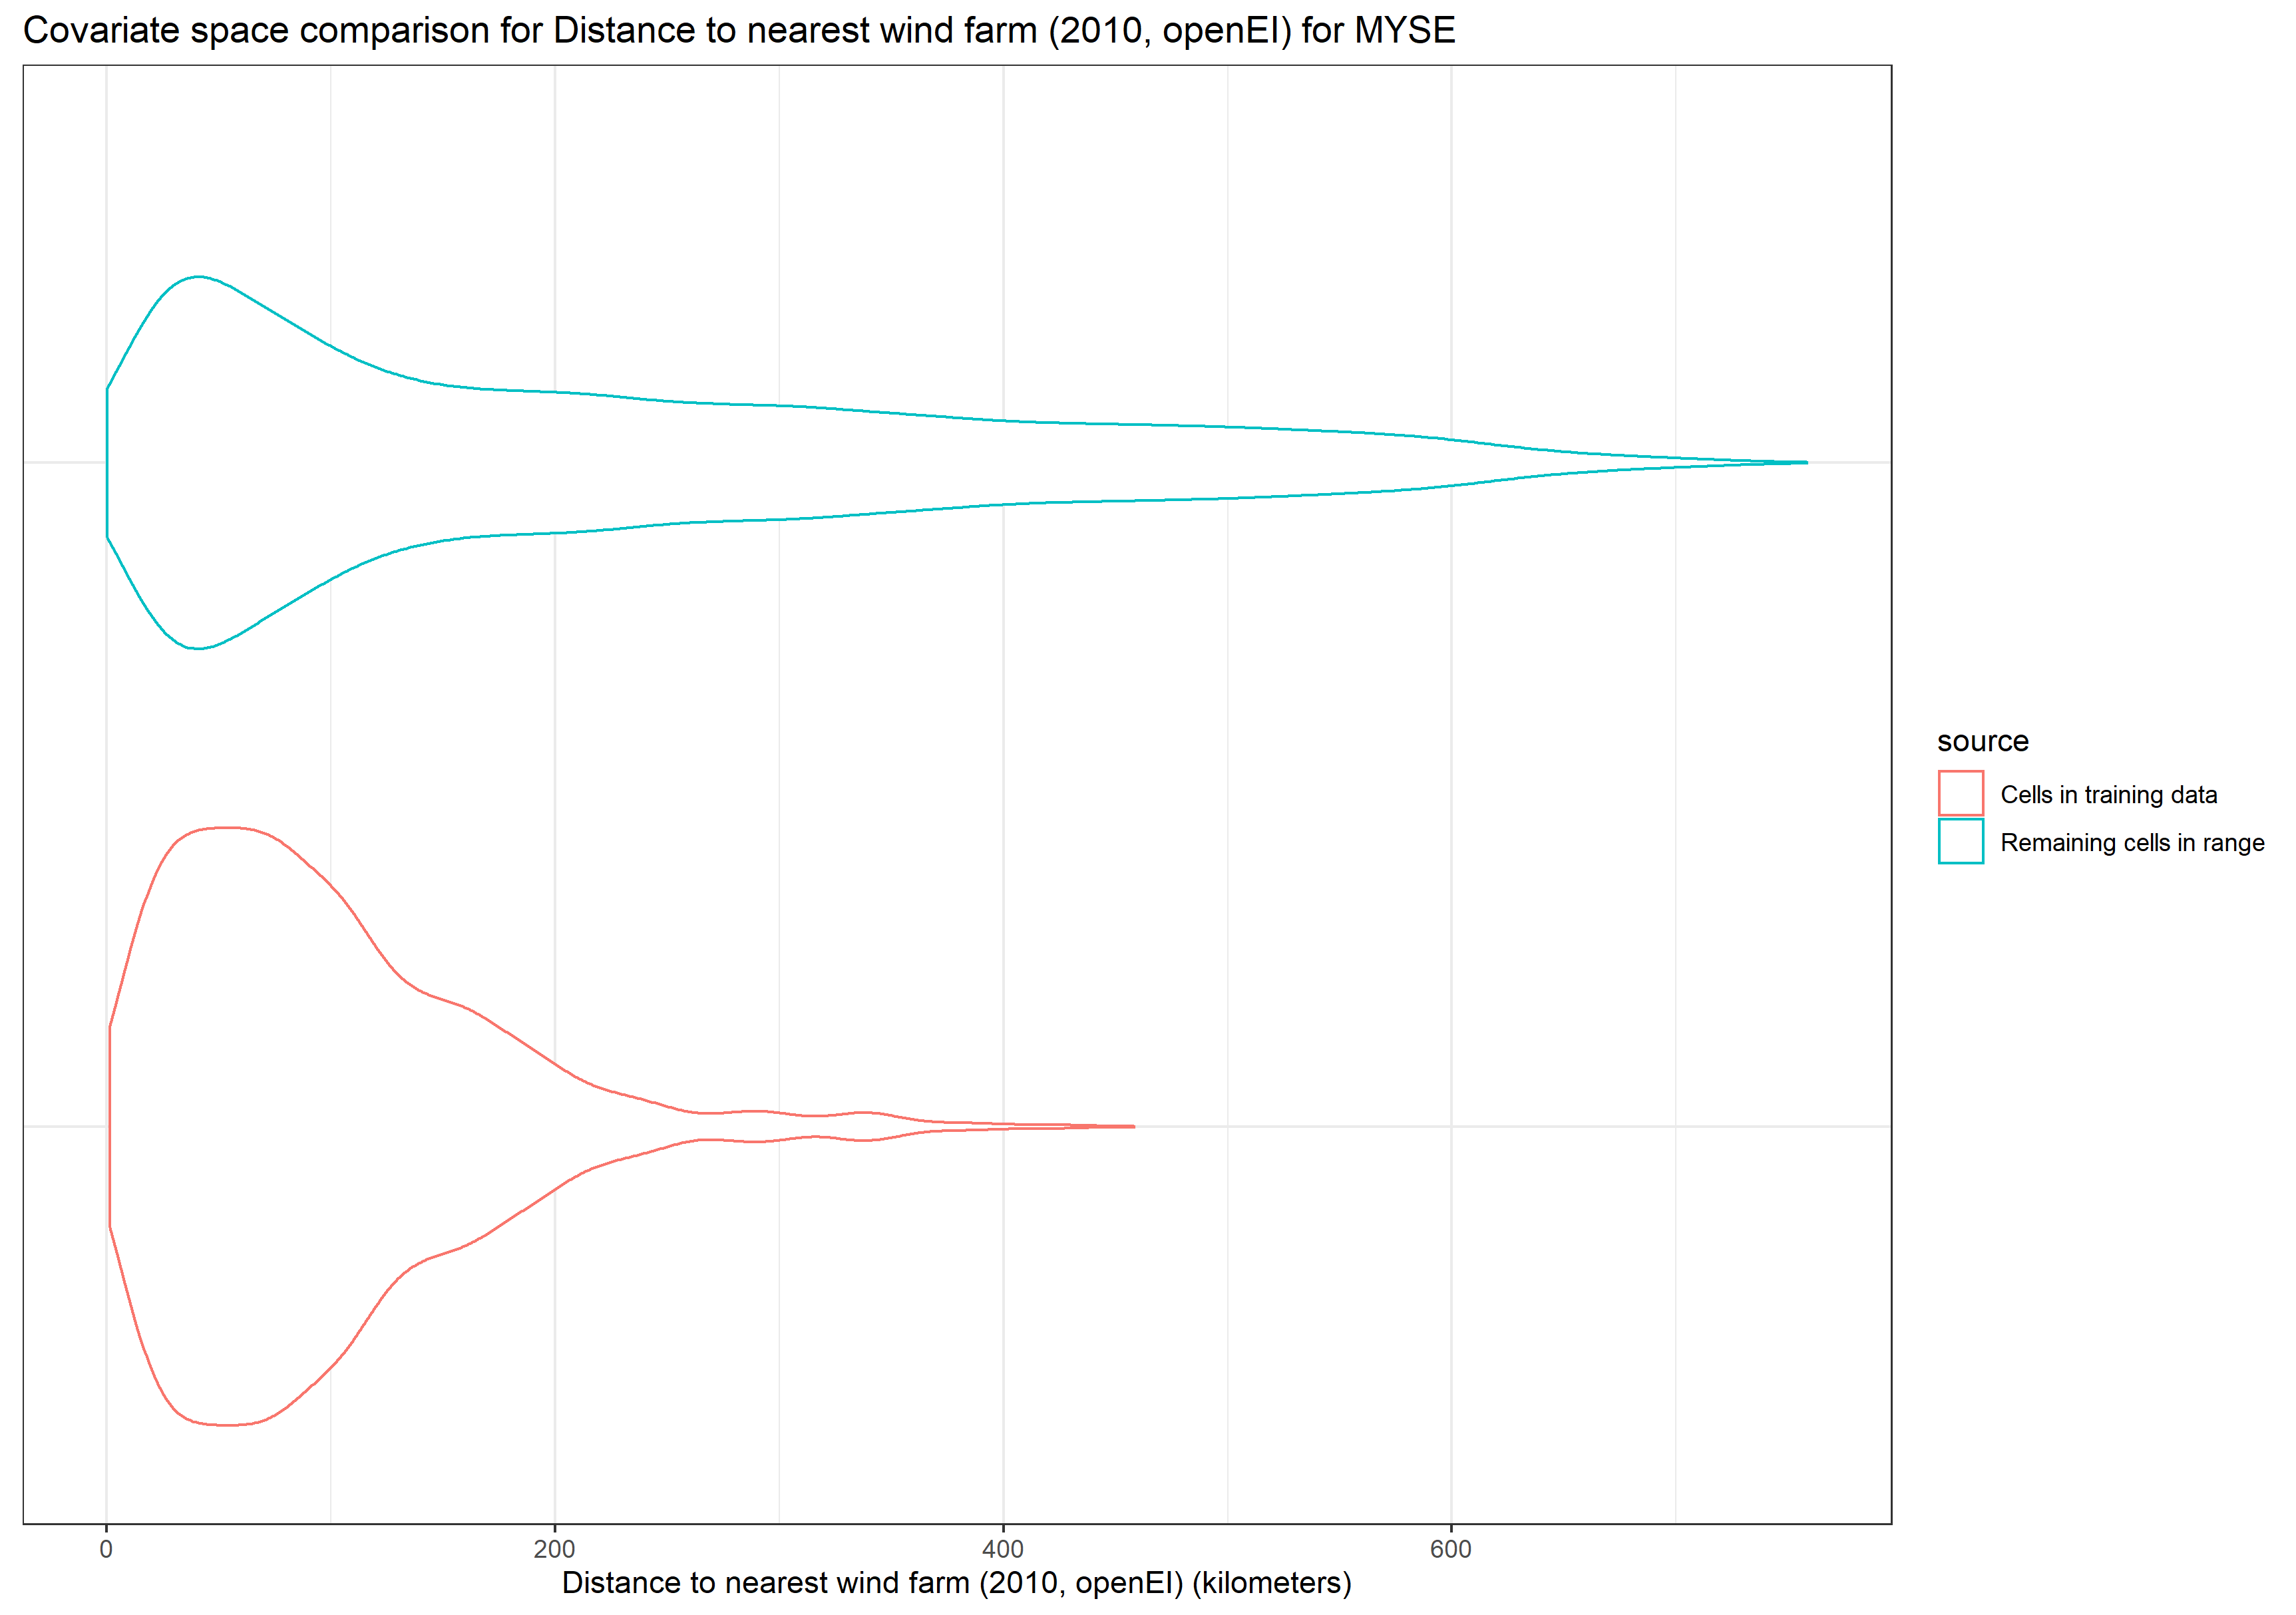 Covariate space comparison for Distance to nearest wind farm (2010, openEI) for MYSE
source
Cells in training data
Remaining cells in range
0 200 400 600
Distance to nearest wind farm (2010, openEI) (kilometers)